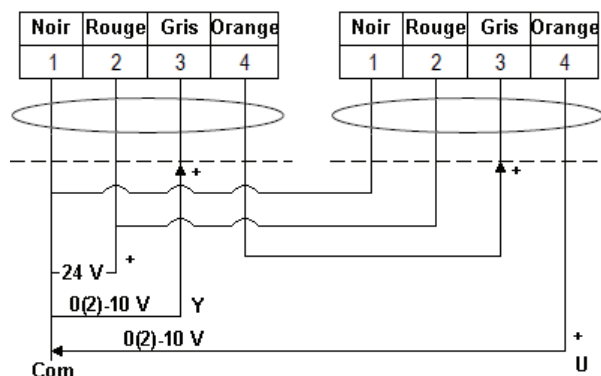 Noir Rouge Gris Orange Noir Rouge Gris Orange
1 2 3 4 1 2 3 4
+ +
24 V +
0(2)-10 V Y
0(2)-10 V +
Com U